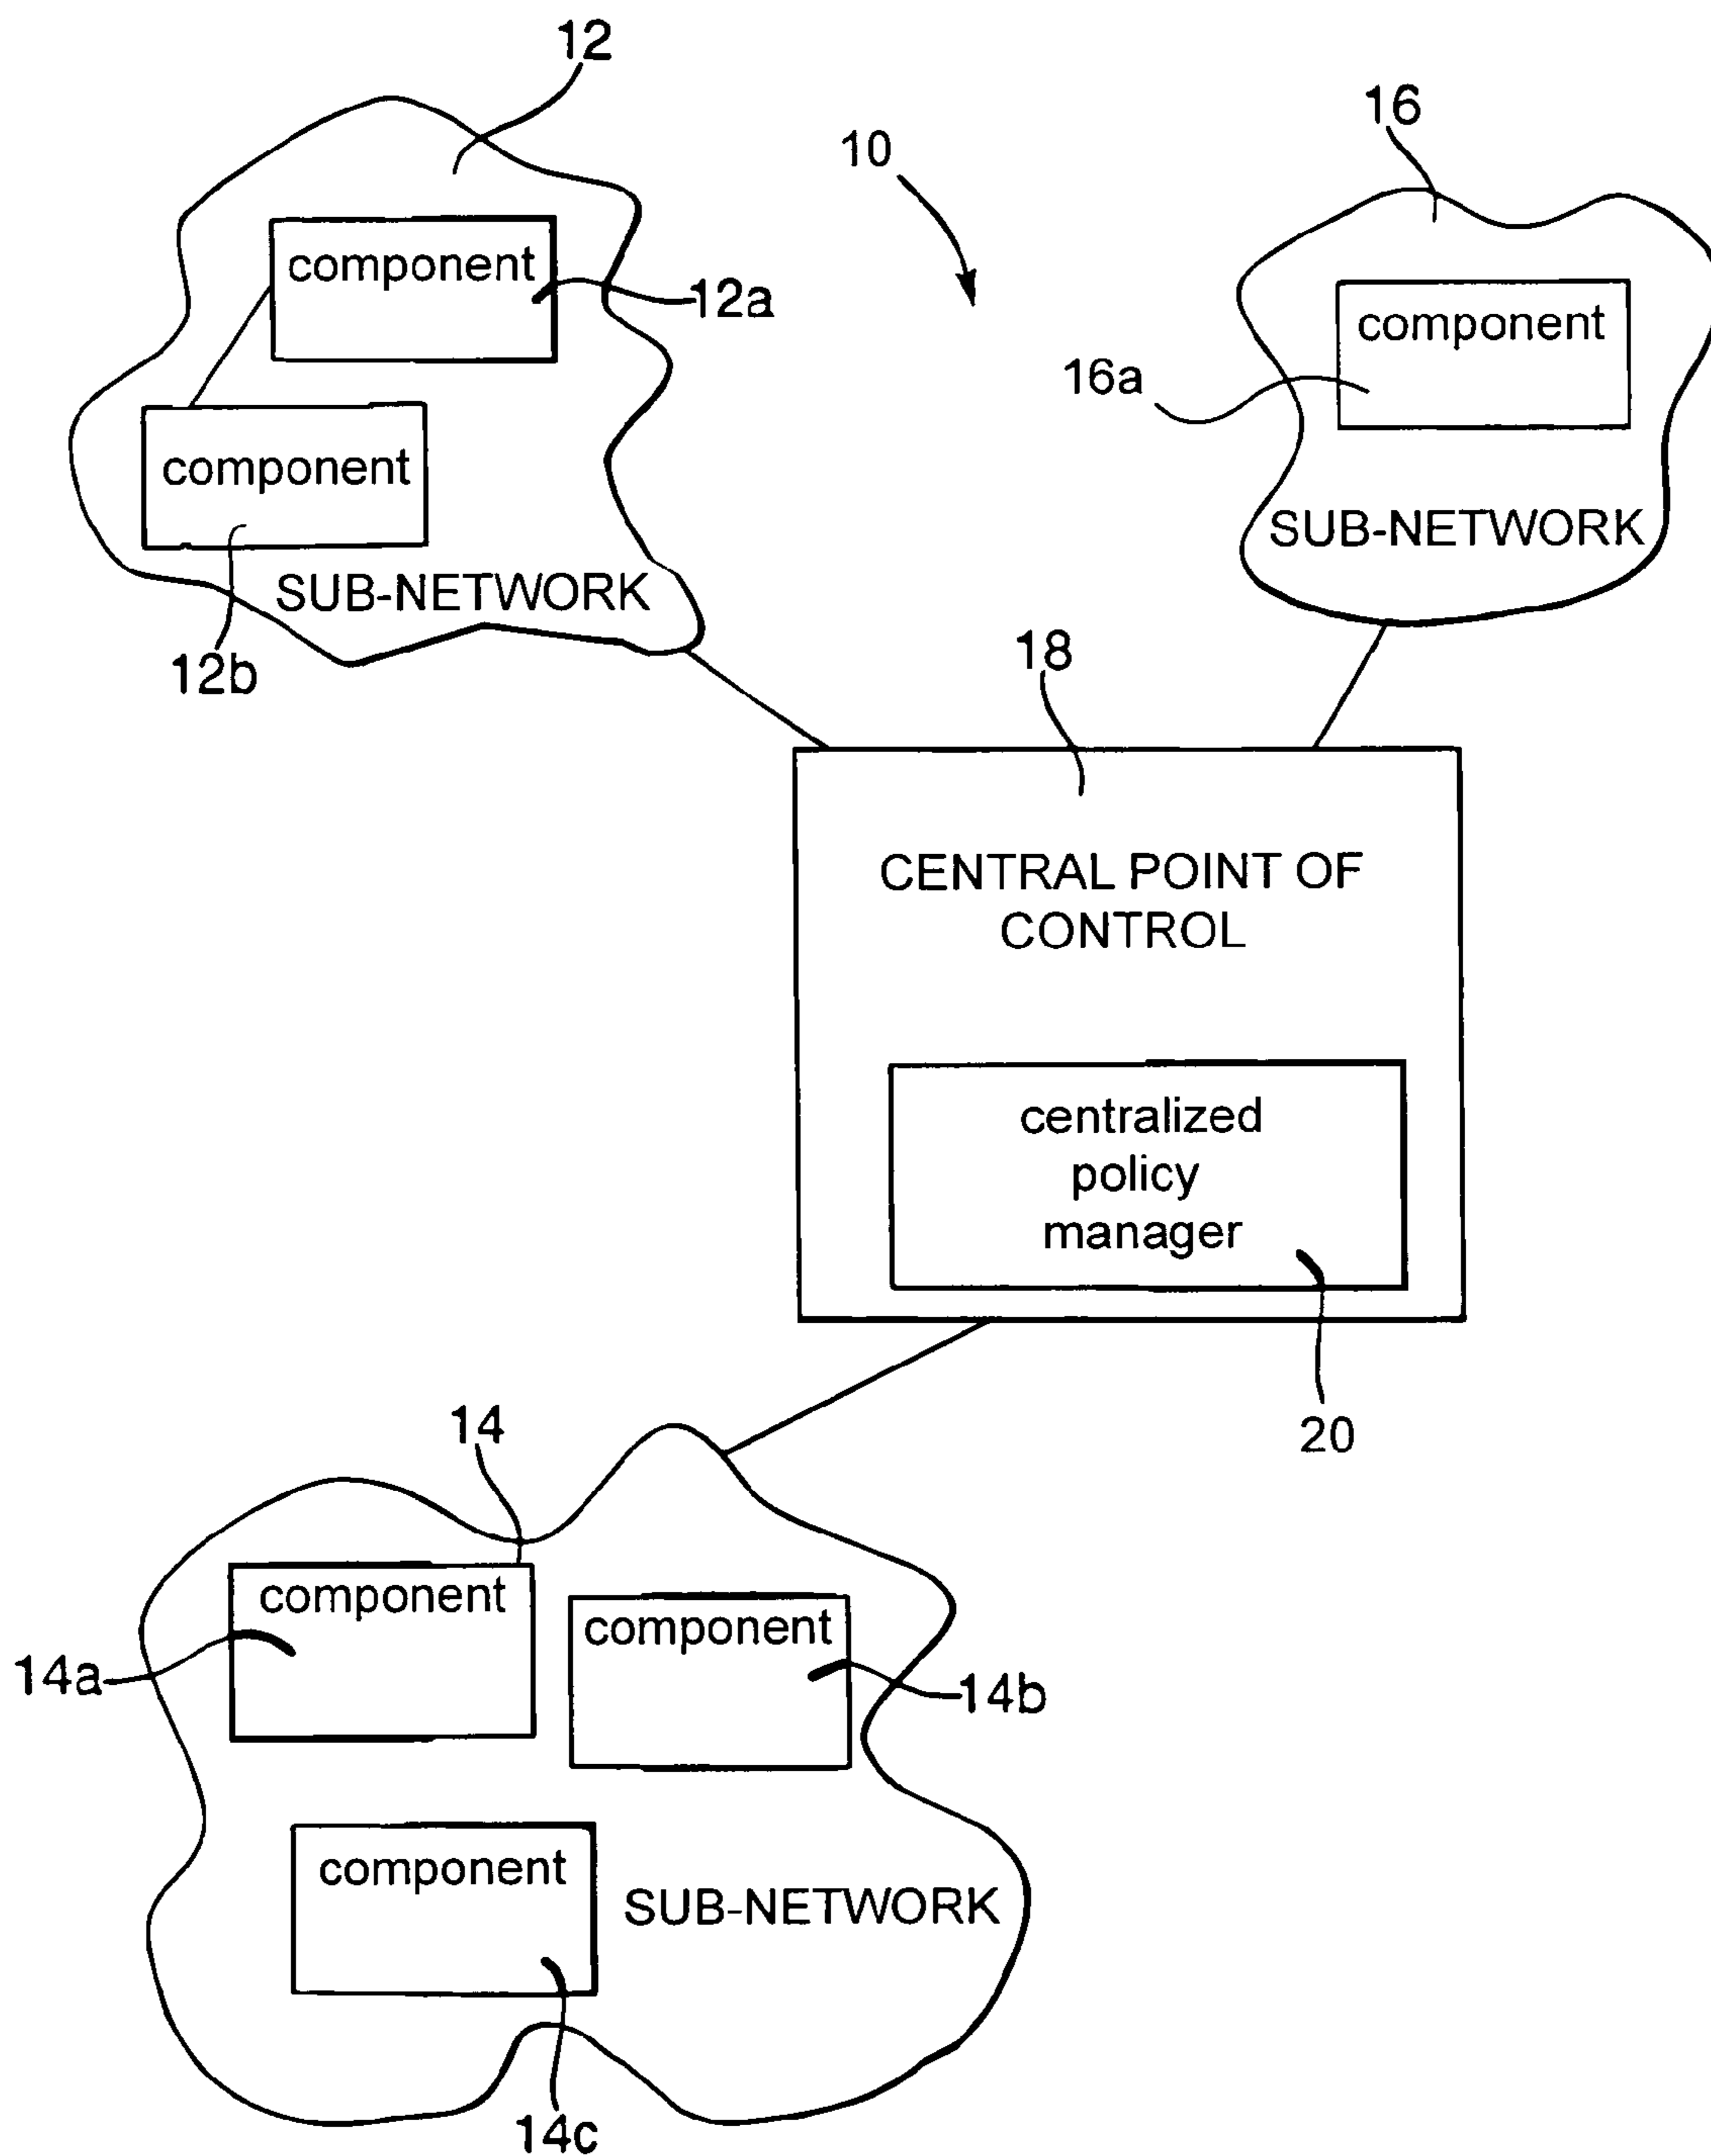 12
16
10
component
12a
component
16a
component
12b
SUB-NETWORK
SUB-NETWORK
18
CENTRAL POINT OF
CONTROL
centralized
policy
manager
20
14
component
14a
component
14b
component
SUB-NETWORK
14c